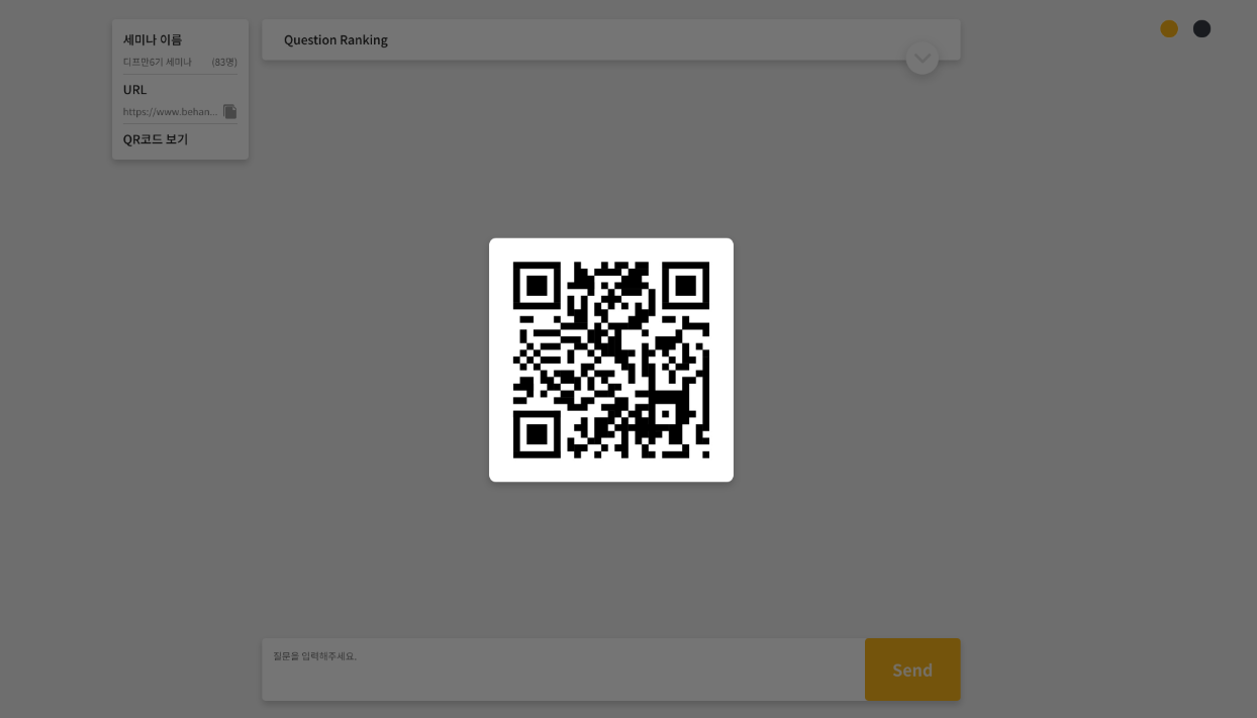 세미나 이름
디프만6기 세미나 (83명)
URL
https://www.behan...
QR코드 보기
Question Ranking
질문을 입력해주세요.
Send